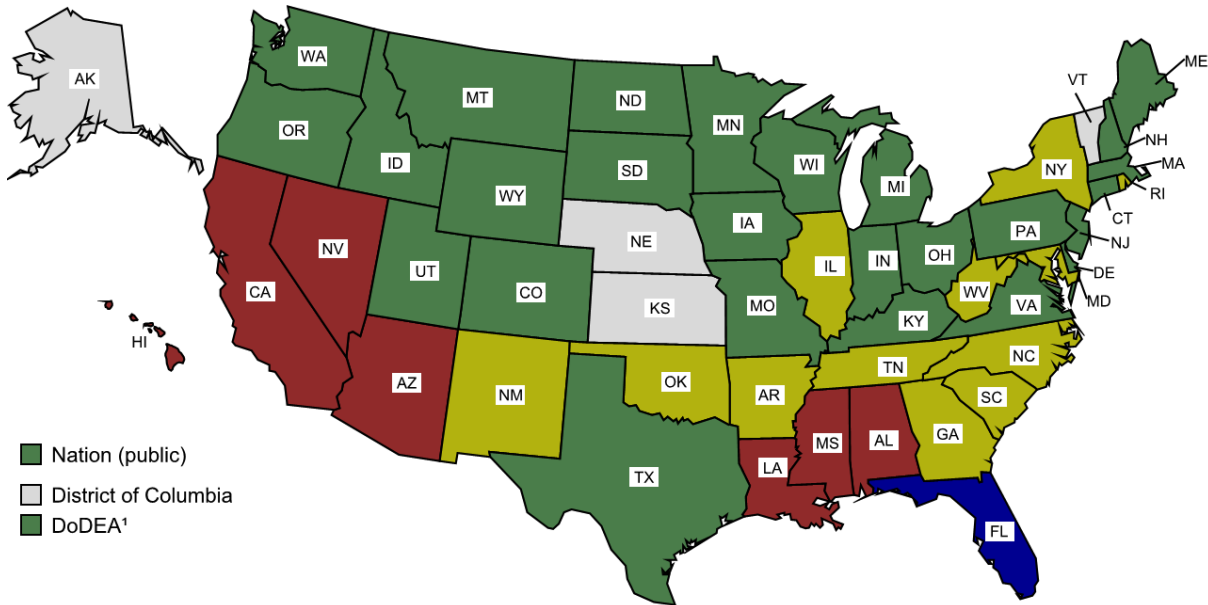 WA
AK
MT
ND
MN
VT
ME
OR
ID
WI
NH
MA
SD
MI
NY
RI
WY
IA
CT
PA
NJ
NE
NV
UT
CO
IL
IN
OH
DE
MD
WV
VA
CA
KS
MO
KY
HI
NC
TN
AZ
NM
OK
AR
SC
GA
MS
AL
LA
TX
FL
Nation (public)
District of Columbia
DoDEA¹